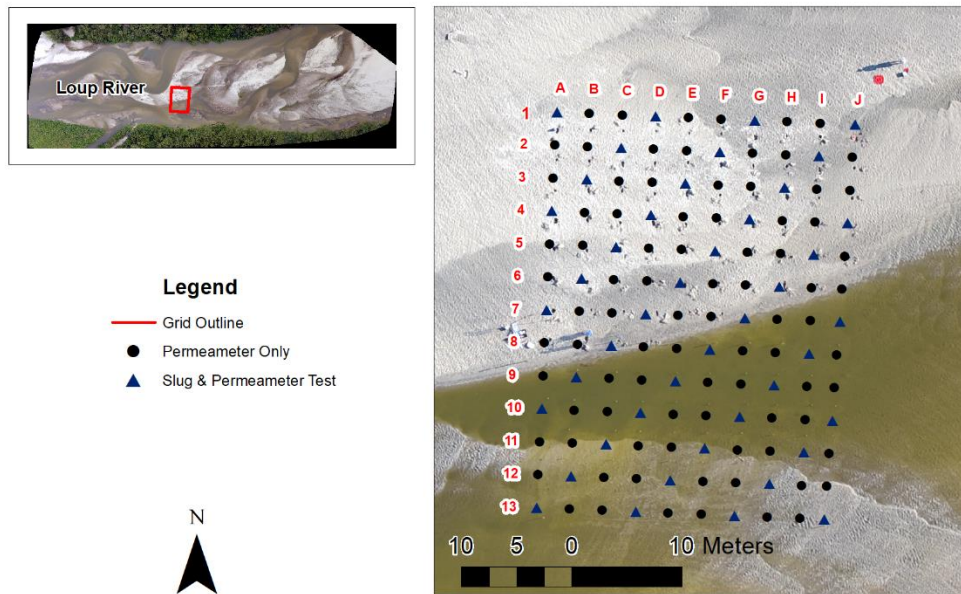 Loup River
Legend
Grid Outline
Permeameter Only
Slug & Permeameter Test
N
A B C D E F G H I J
1
2
3
4
5
6
7
8
9
10
11
12
13
10 5 0 10 Meters